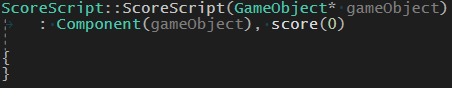 ScoreScript::ScoreScript(GameObject* gameObject)
: Component(gameObject), score(0)
{
}